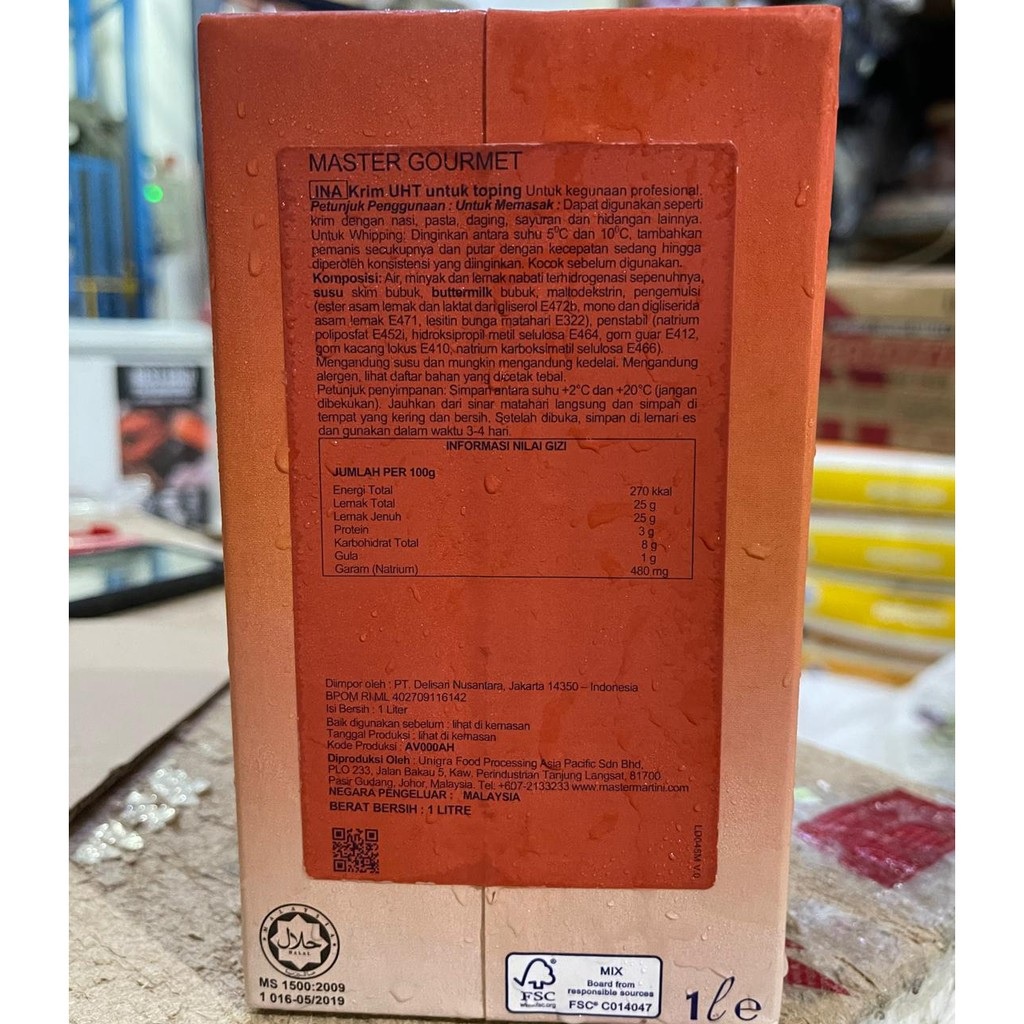 MASTER GOURMET
INA Krim UHT untuk toping Untuk kegunaan profesional.
Petunjuk Penggunaan : Untuk Memasak : Dapat digunakan seperti
krim dengan nasi, pasta, daging, sayuran dan hidangan lainnya.
Untuk Whipping: Dinginkan antara suhu 5°C dan 10°C, tambahkan
pemanis secukupnya dan putar dengan kecepatan sedang hingga
diperoleh konsistensi yang diinginkan. Kocok sebelum digunakan.
Komposisi: Air, minyak dan lemak nabati terhidrogenasi sepenuhnya,
susu skim bubuk, buttermilk bubuk, maltodekstrin, pengemulsi
(ester asam lemak dan laktat dari gliserol E472b, mono dan digliserida
asam lemak E471, lesitin bunga matahari E322), penstabil (natrium
poliposfat E452i, hidroksipropil metil selulosa E464, gom guar E412,
gom kacang lokus E410, natrium karboksimetil selulosa E466).
Mengandung susu dan mungkin mengandung kedelai. Mengandung
alergen, lihat daftar bahan yang dicetak tebal.
Petunjuk penyimpanan: Simpan antara suhu +2°C dan +20°C (jangan
dibekukan). Jauhkan dari sinar matahari langsung dan simpan di
tempat yang kering dan bersih. Setelah dibuka, simpan di lemari es
dan gunakan dalam waktu 3-4 hari.
INFORMASI NILAI GIZI
JUMLAH PER 100g
Energi Total 270 kkal
Lemak Total 25 g
Lemak Jenuh 25 g
Protein 3 g
Karbohidrat Total 8 g
Gula 1 g
Garam (Natrium) 480 mg
Diimpor oleh : PT. Delisari Nusantara, Jakarta 14350 – Indonesia
BPOM RI ML 402709116142
Isi Bersih : 1 Liter
Baik digunakan sebelum : lihat di kemasan
Tanggal Produksi : lihat di kemasan
Kode Produksi : AV000AH
Diproduksi Oleh : Unigra Food Processing Asia Pacific Sdn Bhd,
PLO 233, Jalan Bakau 5, Kaw, Perindustrian Tanjung Langsat, 81700
Pasir Gudang, Johor, Malaysia. Tel: +607-2133233 www.mastermartini.com
NEGARA PENGELUAR : MALAYSIA
BERAT BERSIH : 1 LITRE
MALAYSIA
حلال
HALAL
MS 1500:2009
1 016-05/2019
FSC
www.fsc.org
MIX
Board from
responsible sources
FSC® C014047
1 l e